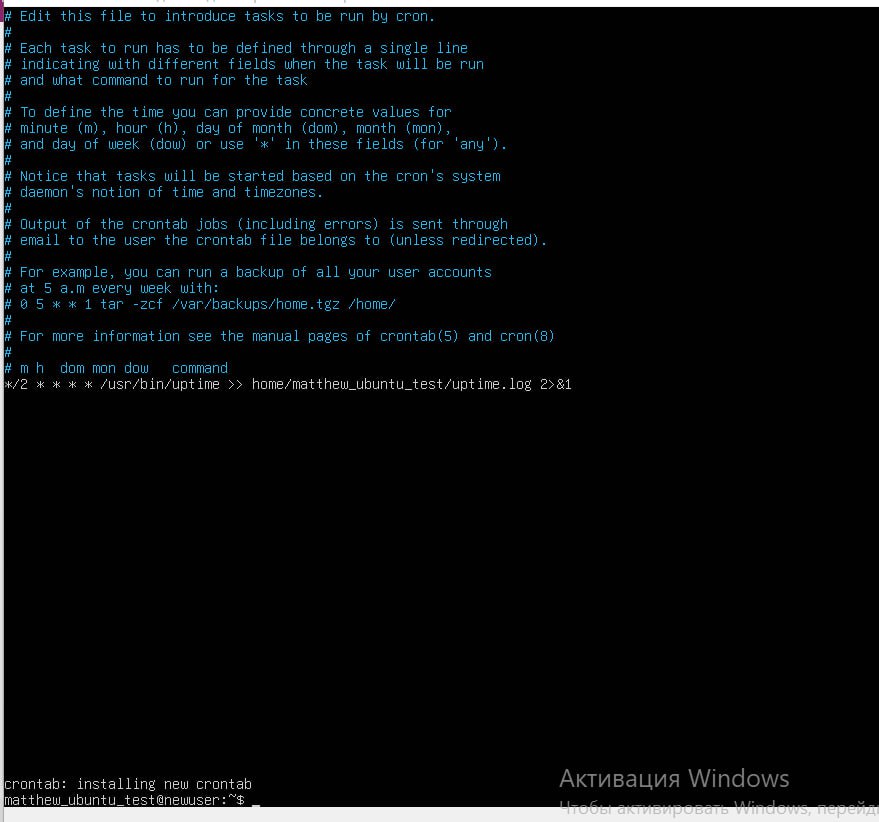 # Edit this file to introduce tasks to be run by cron.
#
# Each task to run has to be defined through a single line
# indicating with different fields when the task will be run
# and what command to run for the task
#
# To define the time you can provide concrete values for
# minute (m), hour (h), day of month (dom), month (mon),
# and day of week (dow) or use '*' in these fields (for 'any').
#
# Notice that tasks will be started based on the cron's system
# daemon's notion of time and timezones.
#
# Output of the crontab jobs (including errors) is sent through
# email to the user the crontab file belongs to (unless redirected).
#
# For example, you can run a backup of all your user accounts
# at 5 a.m every week with:
# 0 5 * * 1 tar -zcf /var/backups/home.tgz /home/
#
# For more information see the manual pages of crontab(5) and cron(8)
#
# m h  dom mon dow   command
*/2 * * * * /usr/bin/uptime >> home/matthew_ubuntu_test/uptime.log 2>&1
crontab: installing new crontab
matthew_ubuntu_test@newuser:~$ _
Активация Windows
Чтобы активировать Windows,